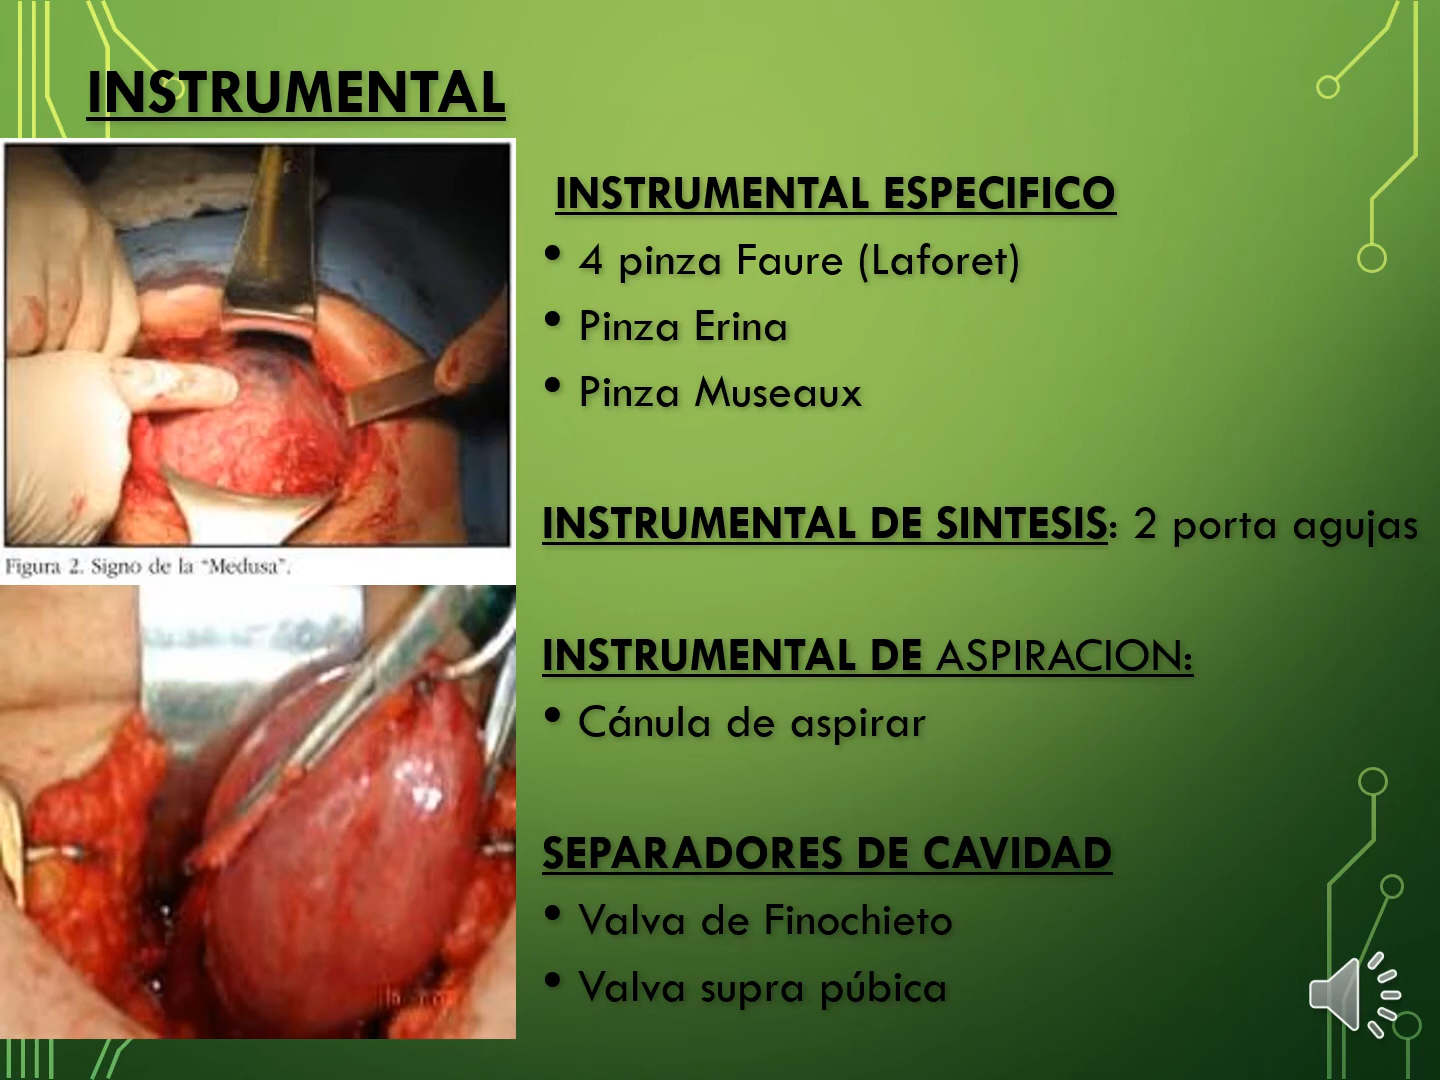 INSTRUMENTAL
Figura 2. Signo de la "Medusa".
INSTRUMENTAL ESPECIFICO
• 4 pinza Faure (Laforet)
• Pinza Erina
• Pinza Museaux
INSTRUMENTAL DE SINTESIS: 2 porta agujas
INSTRUMENTAL DE ASPIRACION:
• Cánula de aspirar
SEPARADORES DE CAVIDAD
• Valva de Finochieto
• Valva supra púbica